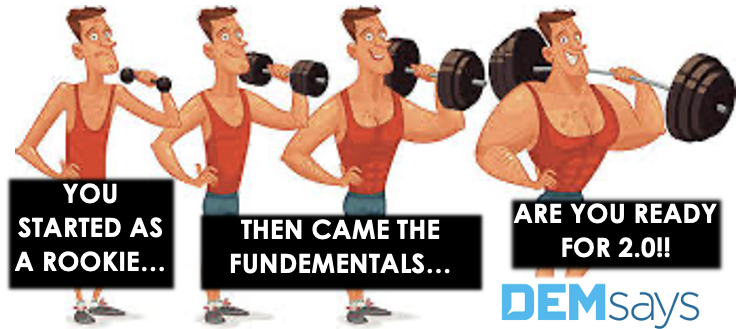 YOU
STARTED AS
A ROOKIE…
THEN CAME THE
FUNDEMENTALS…
ARE YOU READY
FOR 2.0!!
DEMsays